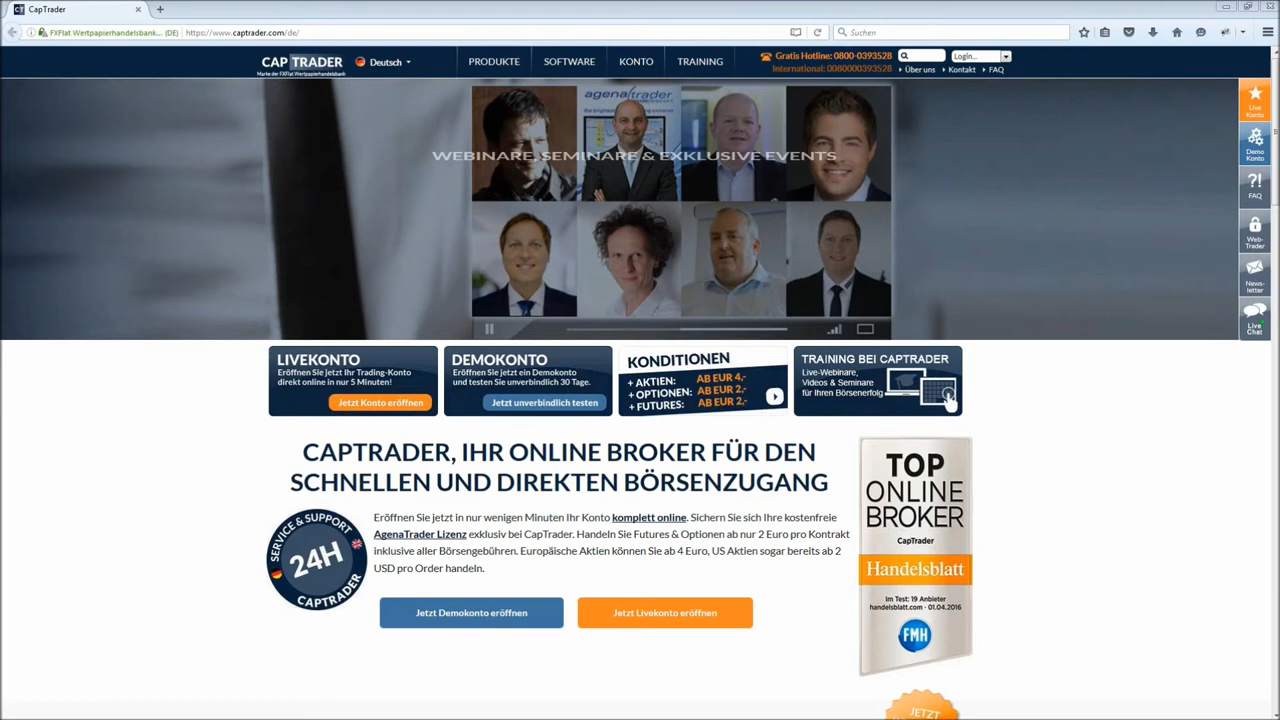 CapTrader
FXFlat Wertpapierhandelsbank... (DE)
https://www.captrader.com/de/
Suchen
CAP TRADER
Marke der FXFlat Wertpapierhandelsbank
Deutsch
PRODUKTE
SOFTWARE
KONTO
TRAINING
Gratis Hotline: 0800-0393528
International: 0080000393528
Login...
Über uns
Kontakt
FAQ
agenatrader
WEBINARE, SEMINARE & EXKLUSIVE EVENTS
Live
Konto
Demo
Konto
?!
FAQ
Web-
Trader
News-
letter
Live
Chat
LIVEKONTO
Eröffnen Sie jetzt Ihr Trading-Konto
direkt online in nur 5 Minuten!
Jetzt Konto eröffnen
DEMOKONTO
Eröffnen Sie jetzt ein Demokonto
und testen Sie unverbindlich 30 Tage.
Jetzt unverbindlich testen
KONDITIONEN
+ AKTIEN: AB EUR 4,-
+ OPTIONEN: AB EUR 2,-
+ FUTURES: AB EUR 2,-
TRAINING BEI CAPTRADER
Live-Webinare,
Videos & Seminare
für Ihren Börsenerfolg
CAPTRADER, IHR ONLINE BROKER FÜR DEN
SCHNELLEN UND DIREKTEN BÖRSENZUGANG
SERVICE & SUPPORT
24H
CAPTRADER
Eröffnen Sie jetzt in nur wenigen Minuten Ihr Konto komplett online. Sichern Sie sich Ihre kostenfreie
AgenaTrader Lizenz exklusiv bei CapTrader. Handeln Sie Futures & Optionen ab nur 2 Euro pro Kontrakt
inklusive aller Börsengebühren. Europäische Aktien können Sie ab 4 Euro, US Aktien sogar bereits ab 2
USD pro Order handeln.
Jetzt Demokonto eröffnen
Jetzt Livekonto eröffnen
TOP
ONLINE
BROKER
CapTrader
Handelsblatt
Im Test: 19 Anbieter
handelsblatt.com · 01.04.2016
FMH
JETZT